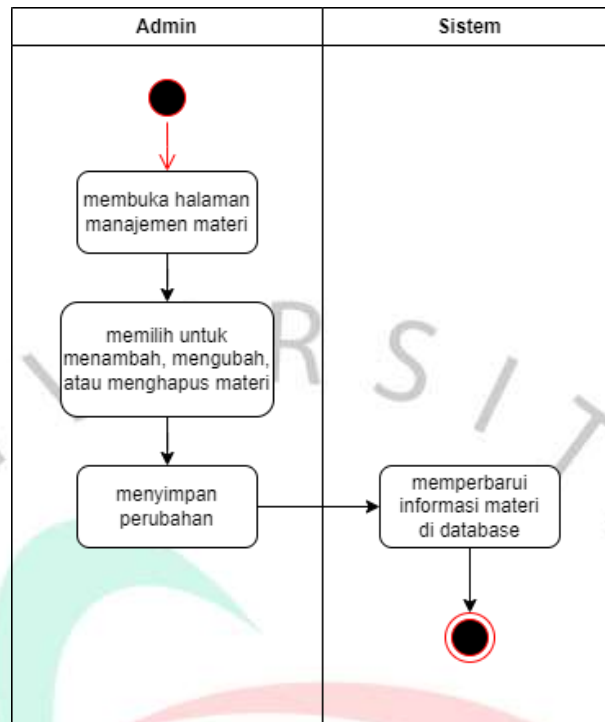 Admin
Sistem
membuka halaman
manajemen materi
memilih untuk
menambah, mengubah,
atau menghapus materi
menyimpan
perubahan
memperbarui
informasi materi
di database